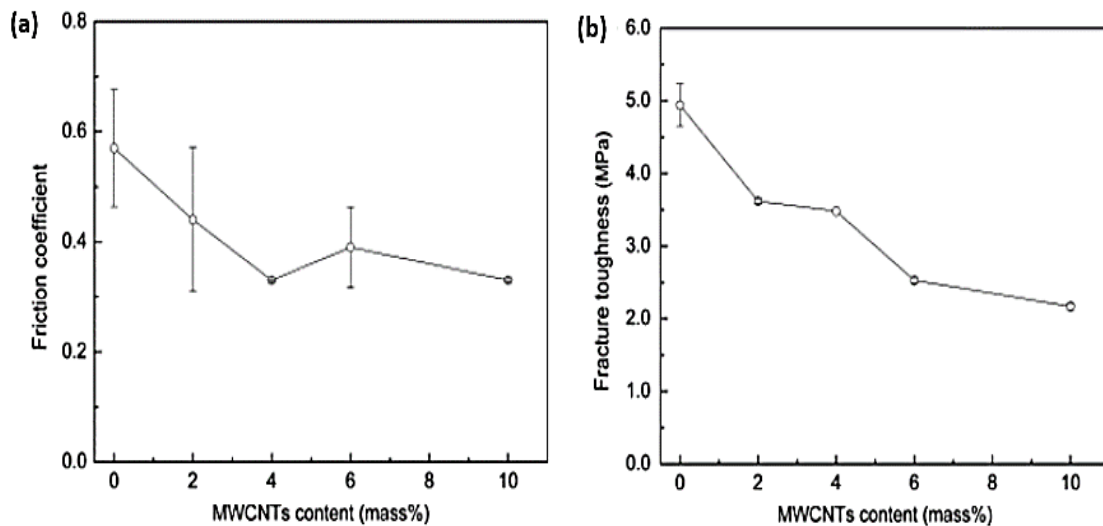 (a)
0.8
0.6
0.4
0.2
0.0
Friction coefficient
0 2 4 6 8 10
MWCNTs content (mass%)
(b)
6.0
5.0
4.0
3.0
2.0
1.0
0.0
Fracture toughness (MPa)
0 2 4 6 8 10
MWCNTs content (mass%)